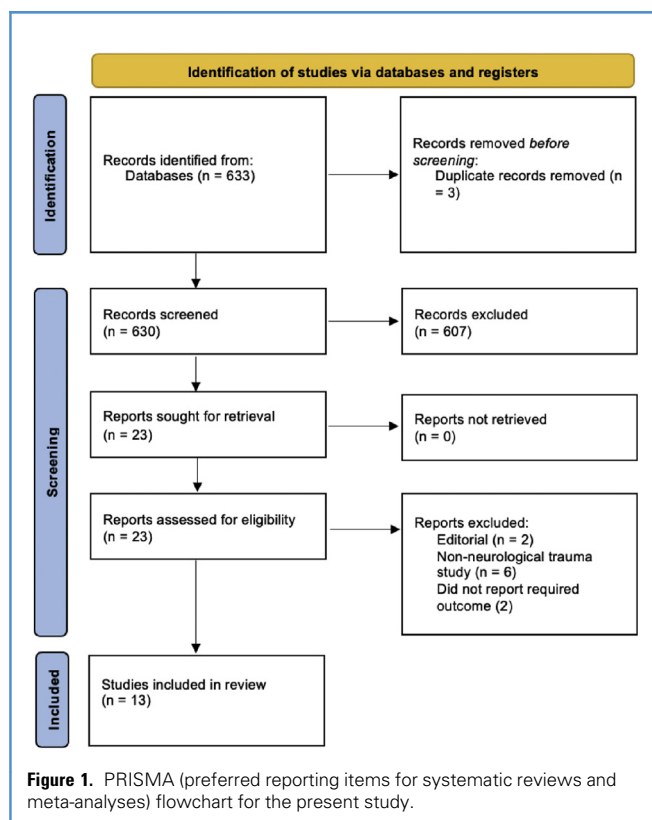 Identification of studies via databases and registers
Identification
Records identified from:
Databases (n = 633)
Records removed before
screening:
Duplicate records removed (n
= 3)
Screening
Records screened
(n = 630)
Records excluded
(n = 607)
Reports sought for retrieval
(n = 23)
Reports not retrieved
(n = 0)
Reports assessed for eligibility
(n = 23)
Reports excluded:
Editorial (n = 2)
Non-neurological trauma
study (n = 6)
Did not report required
outcome (2)
Included
Studies included in review
(n = 13)
Figure 1. PRISMA (preferred reporting items for systematic reviews and
meta-analyses) flowchart for the present study.